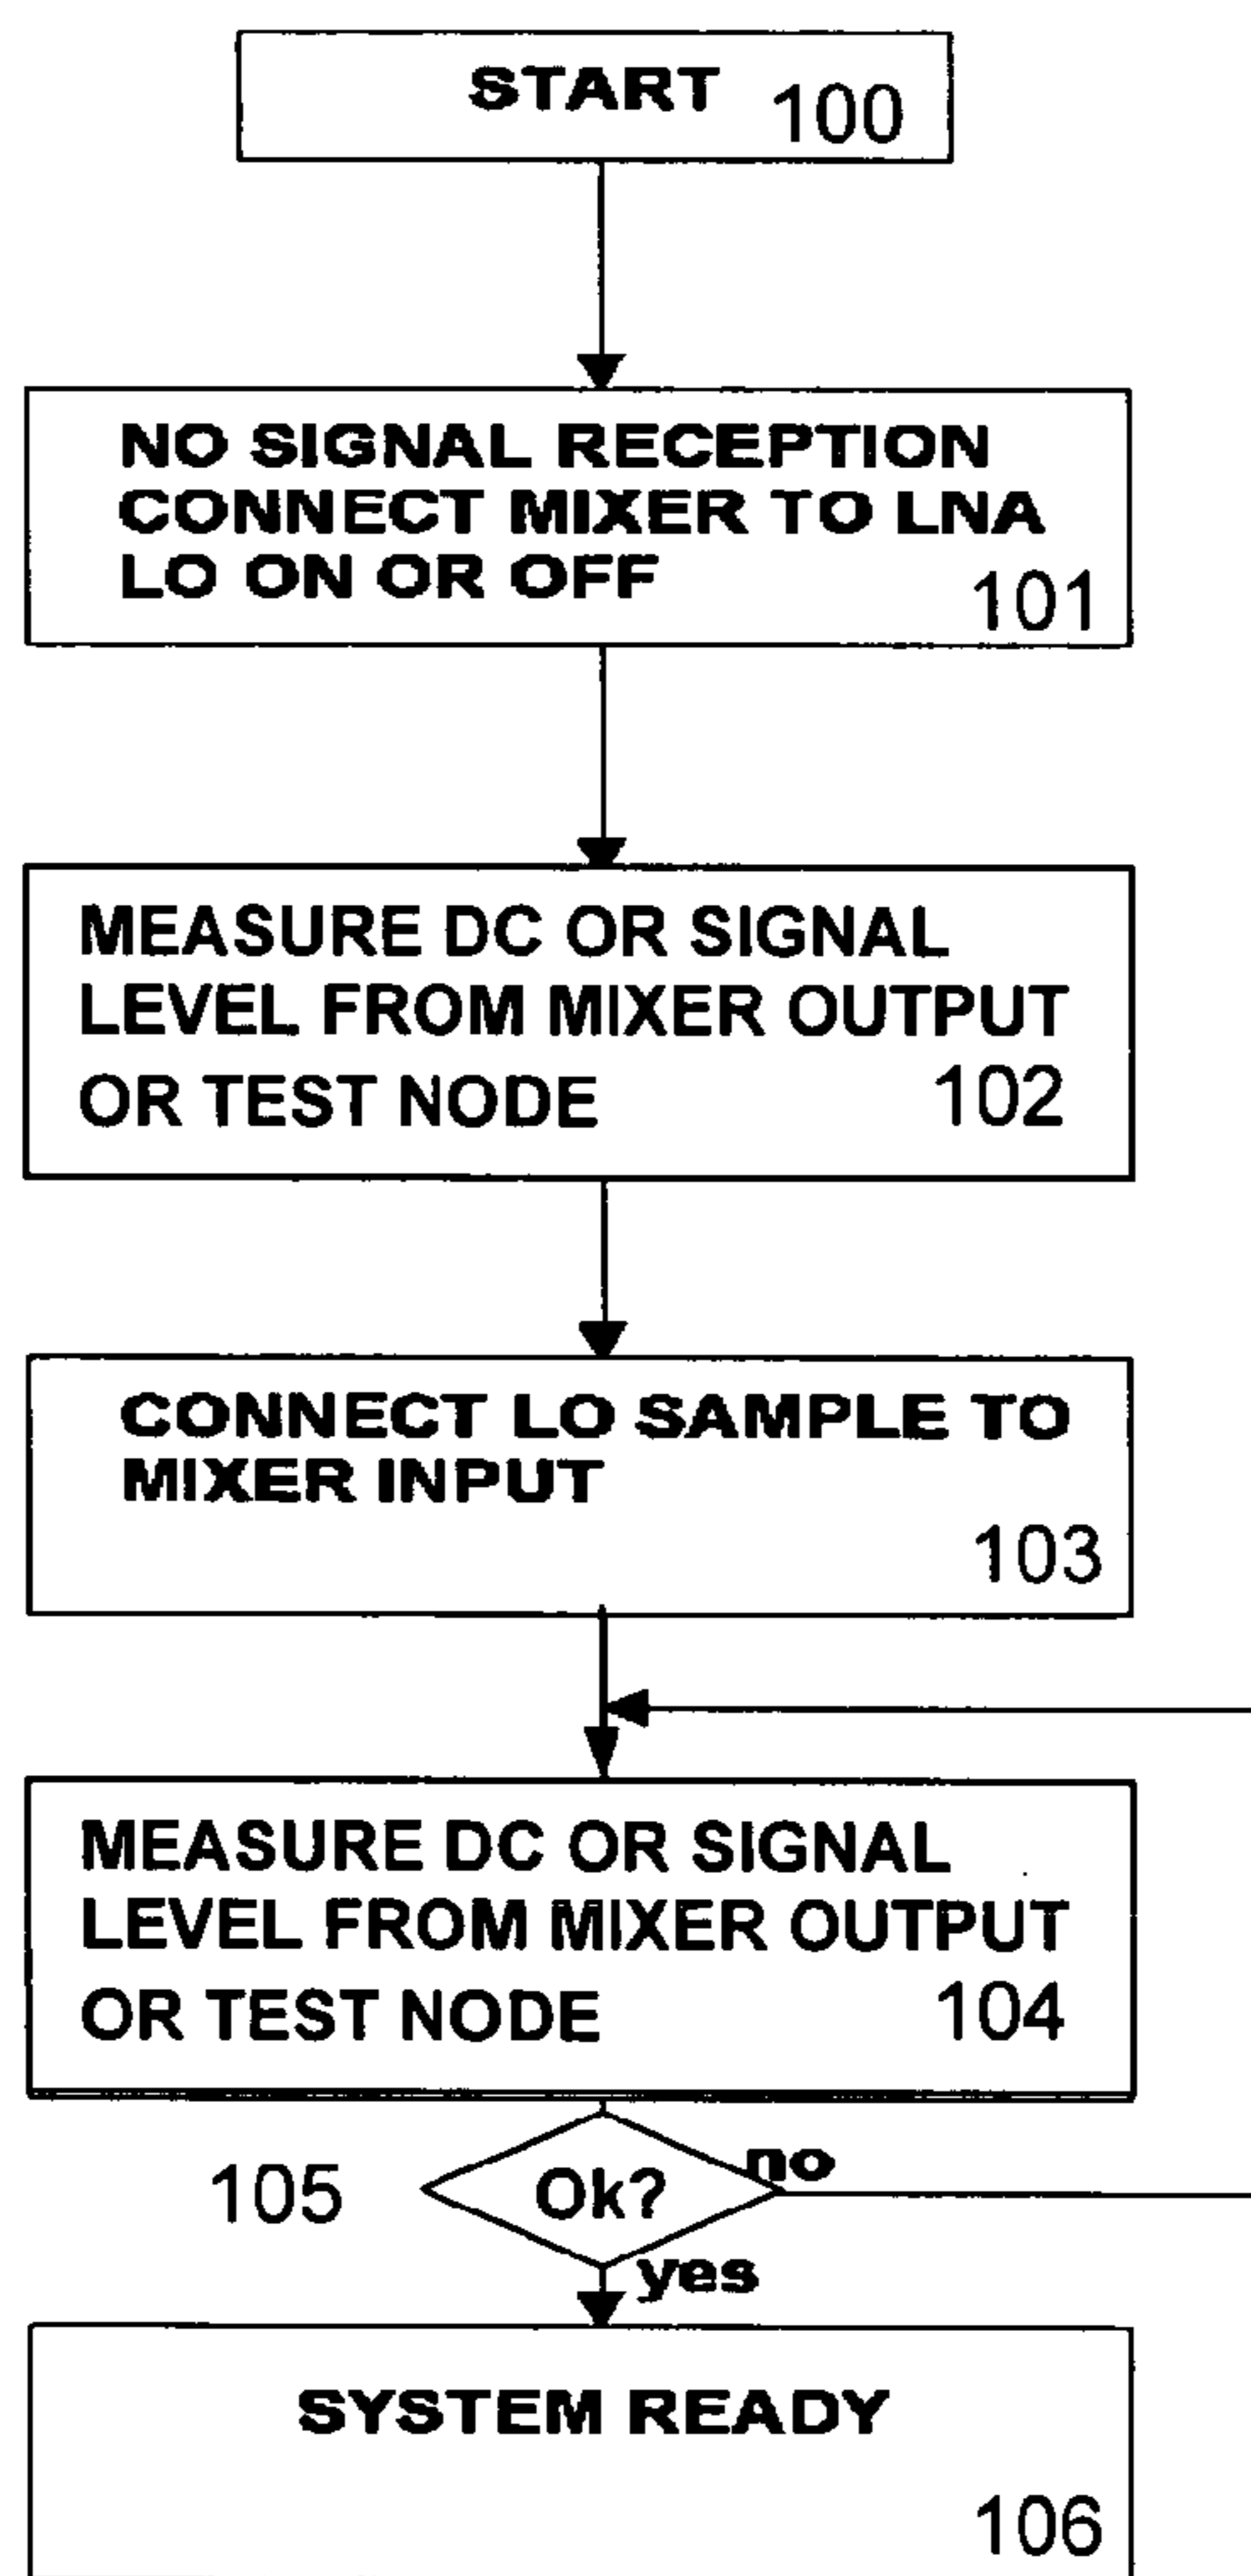 START 100
NO SIGNAL RECEPTION
CONNECT MIXER TO LNA
LO ON OR OFF
101
MEASURE DC OR SIGNAL
LEVEL FROM MIXER OUTPUT
OR TEST NODE 102
CONNECT LO SAMPLE TO
MIXER INPUT
103
MEASURE DC OR SIGNAL
LEVEL FROM MIXER OUTPUT
OR TEST NODE 104
105 Ok? no
yes
SYSTEM READY
106